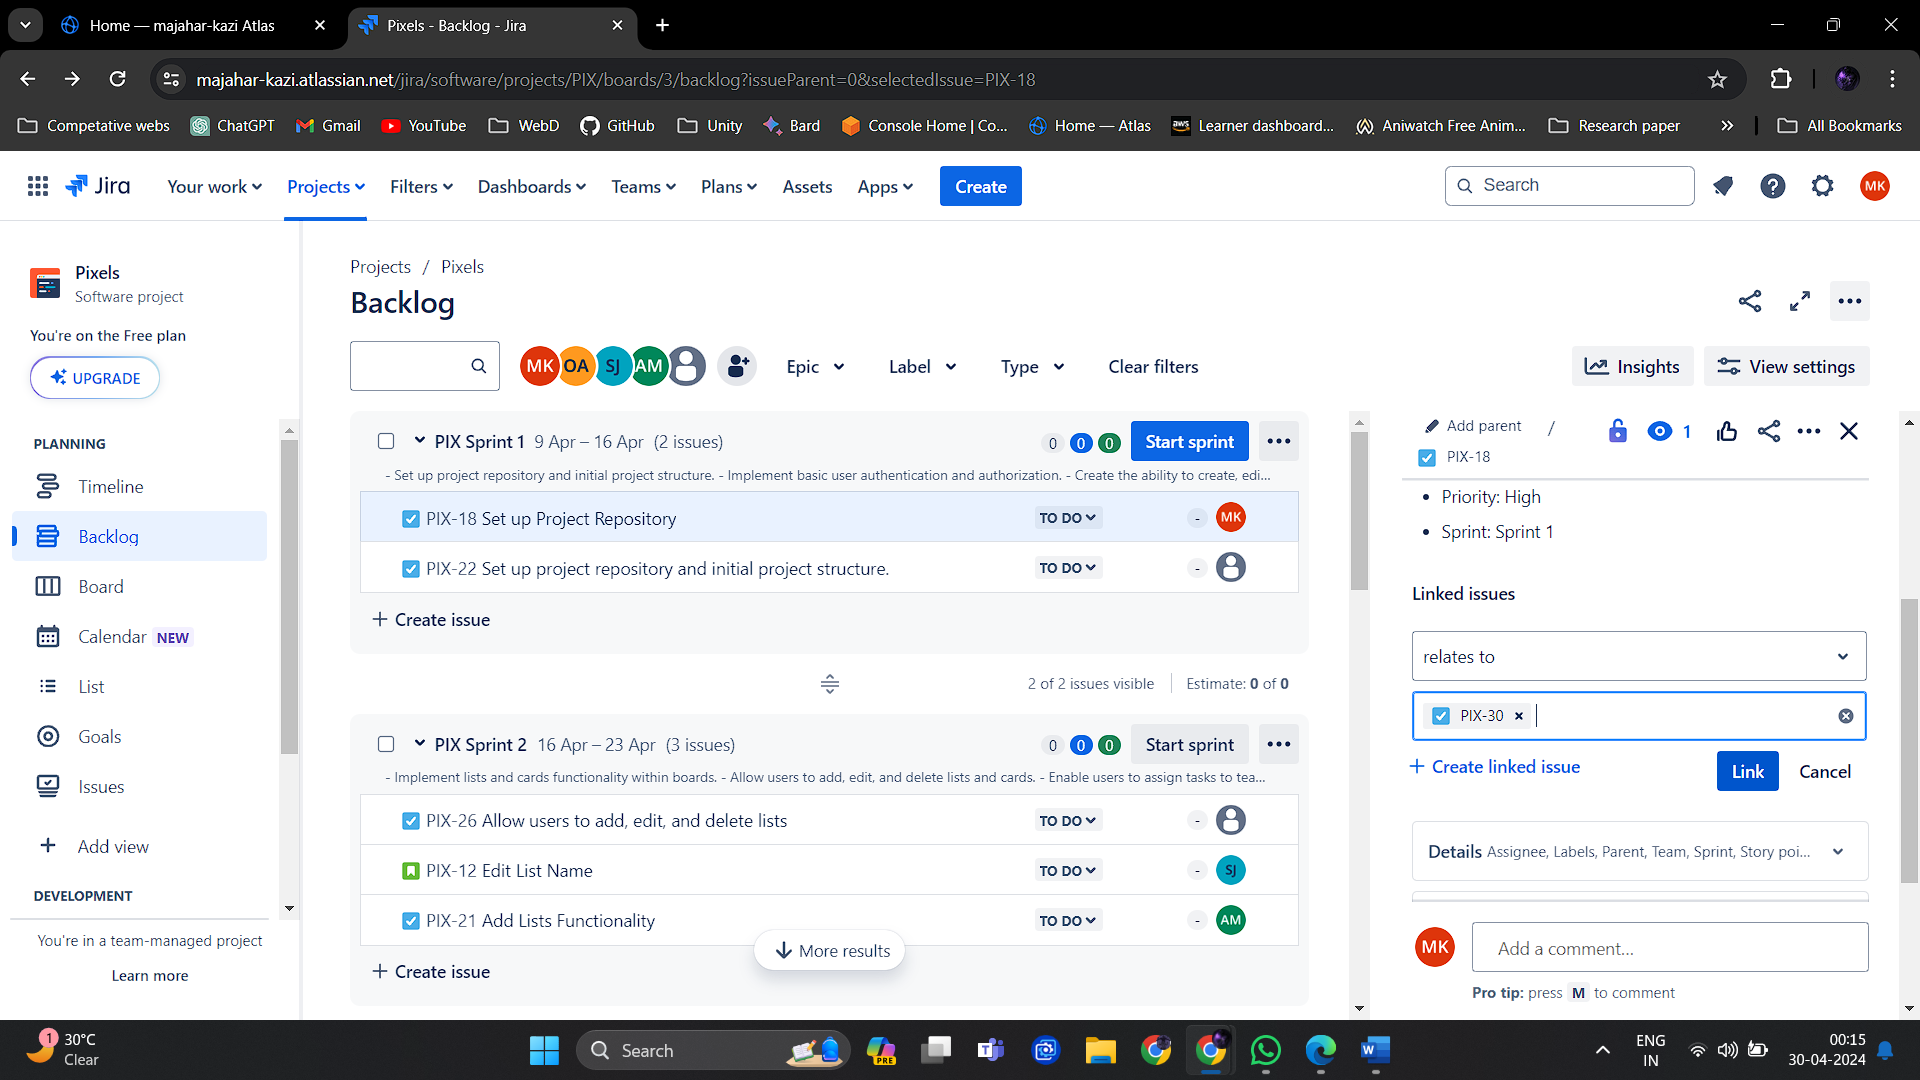 Home — majahar-kazi Atlas
Pixels - Backlog - Jira
majahar-kazi.atlassian.net/jira/software/projects/PIX/boards/3/backlog?issueParent=0&selectedIssue=PIX-18
Competative webs
ChatGPT
Gmail
YouTube
WebD
GitHub
Unity
Bard
Console Home | Co...
Home — Atlas
aws
Learner dashboard...
Aniwatch Free Anim...
Research paper
All Bookmarks
Jira
Your work
Projects
Filters
Dashboards
Teams
Plans
Assets
Apps
Create
Search
MK
Pixels
Software project
You're on the Free plan
UPGRADE
PLANNING
Timeline
Backlog
Board
Calendar NEW
List
Goals
Issues
Add view
DEVELOPMENT
You're in a team-managed project
Learn more
Projects / Pixels
Backlog
MK OA SJ AM
Epic
Label
Type
Clear filters
Insights
View settings
PIX Sprint 1 9 Apr – 16 Apr (2 issues)
0 0 0
Start sprint
- Set up project repository and initial project structure. - Implement basic user authentication and authorization. - Create the ability to create, edi...
PIX-18 Set up Project Repository
TO DO
-
MK
PIX-22 Set up project repository and initial project structure.
TO DO
-
+ Create issue
2 of 2 issues visible
Estimate: 0 of 0
PIX Sprint 2 16 Apr – 23 Apr (3 issues)
0 0 0
Start sprint
- Implement lists and cards functionality within boards. - Allow users to add, edit, and delete lists and cards. - Enable users to assign tasks to tea...
PIX-26 Allow users to add, edit, and delete lists
TO DO
-
PIX-12 Edit List Name
TO DO
-
SJ
PIX-21 Add Lists Functionality
TO DO
-
AM
More results
+ Create issue
Add parent /
1
PIX-18
• Priority: High
• Sprint: Sprint 1
Linked issues
relates to
PIX-30
+ Create linked issue
Link
Cancel
Details Assignee, Labels, Parent, Team, Sprint, Story poi...
MK
Add a comment...
Pro tip: press M to comment
1
30°C
Clear
Search
PRE
ENG
IN
00:15
30-04-2024